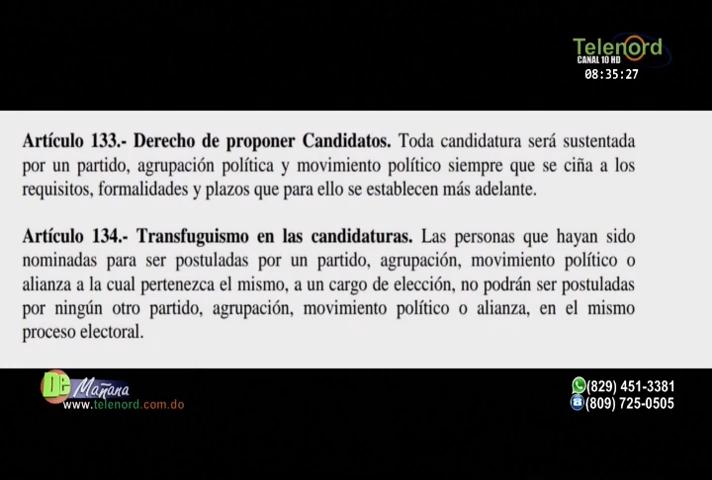 Telenord
CANAL 10 HD
08:35:27
Artículo 133.- Derecho de proponer Candidatos. Toda candidatura será sustentada
por un partido, agrupación política y movimiento político siempre que se ciña a los
requisitos, formalidades y plazos que para ello se establecen más adelante.
Artículo 134.- Transfuguismo en las candidaturas. Las personas que hayan sido
nominadas para ser postuladas por un partido, agrupación, movimiento político o
alianza a la cual pertenezca el mismo, a un cargo de elección, no podrán ser postuladas
por ningún otro partido, agrupación, movimiento político o alianza, en el mismo
proceso electoral.
De Mañana
www.telenord.com.do
(829) 451-3381
(809) 725-0505